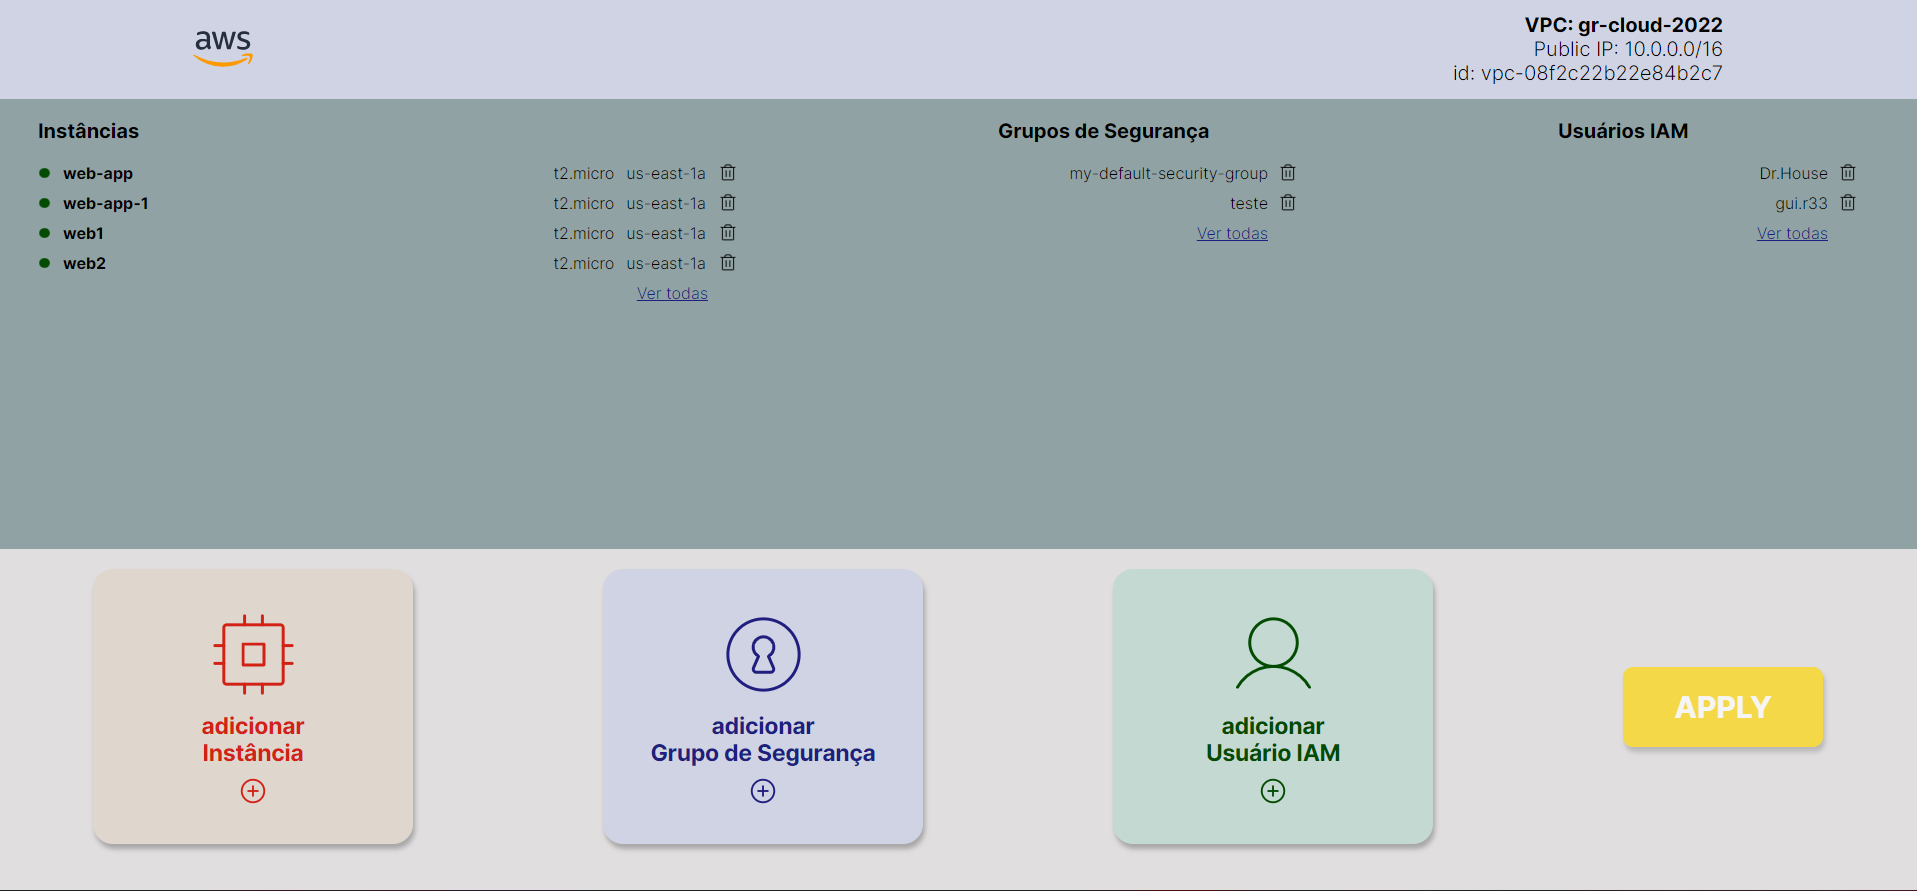 aws
VPC: gr-cloud-2022
Public IP: 10.0.0.0/16
id: vpc-08f2c22b22e84b2c7
Instâncias
web-app t2.micro us-east-1a
web-app-1 t2.micro us-east-1a
web1 t2.micro us-east-1a
web2 t2.micro us-east-1a
Ver todas
Grupos de Segurança
my-default-security-group
teste
Ver todas
Usuários IAM
Dr.House
gui.r33
Ver todas
adicionar
Instância
adicionar
Grupo de Segurança
adicionar
Usuário IAM
APPLY